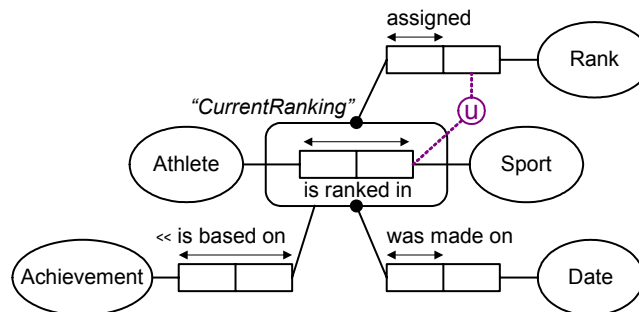 assigned
Rank
“CurrentRanking”
u
Athlete
Sport
is ranked in
<< is based on
was made on
Achievement
Date